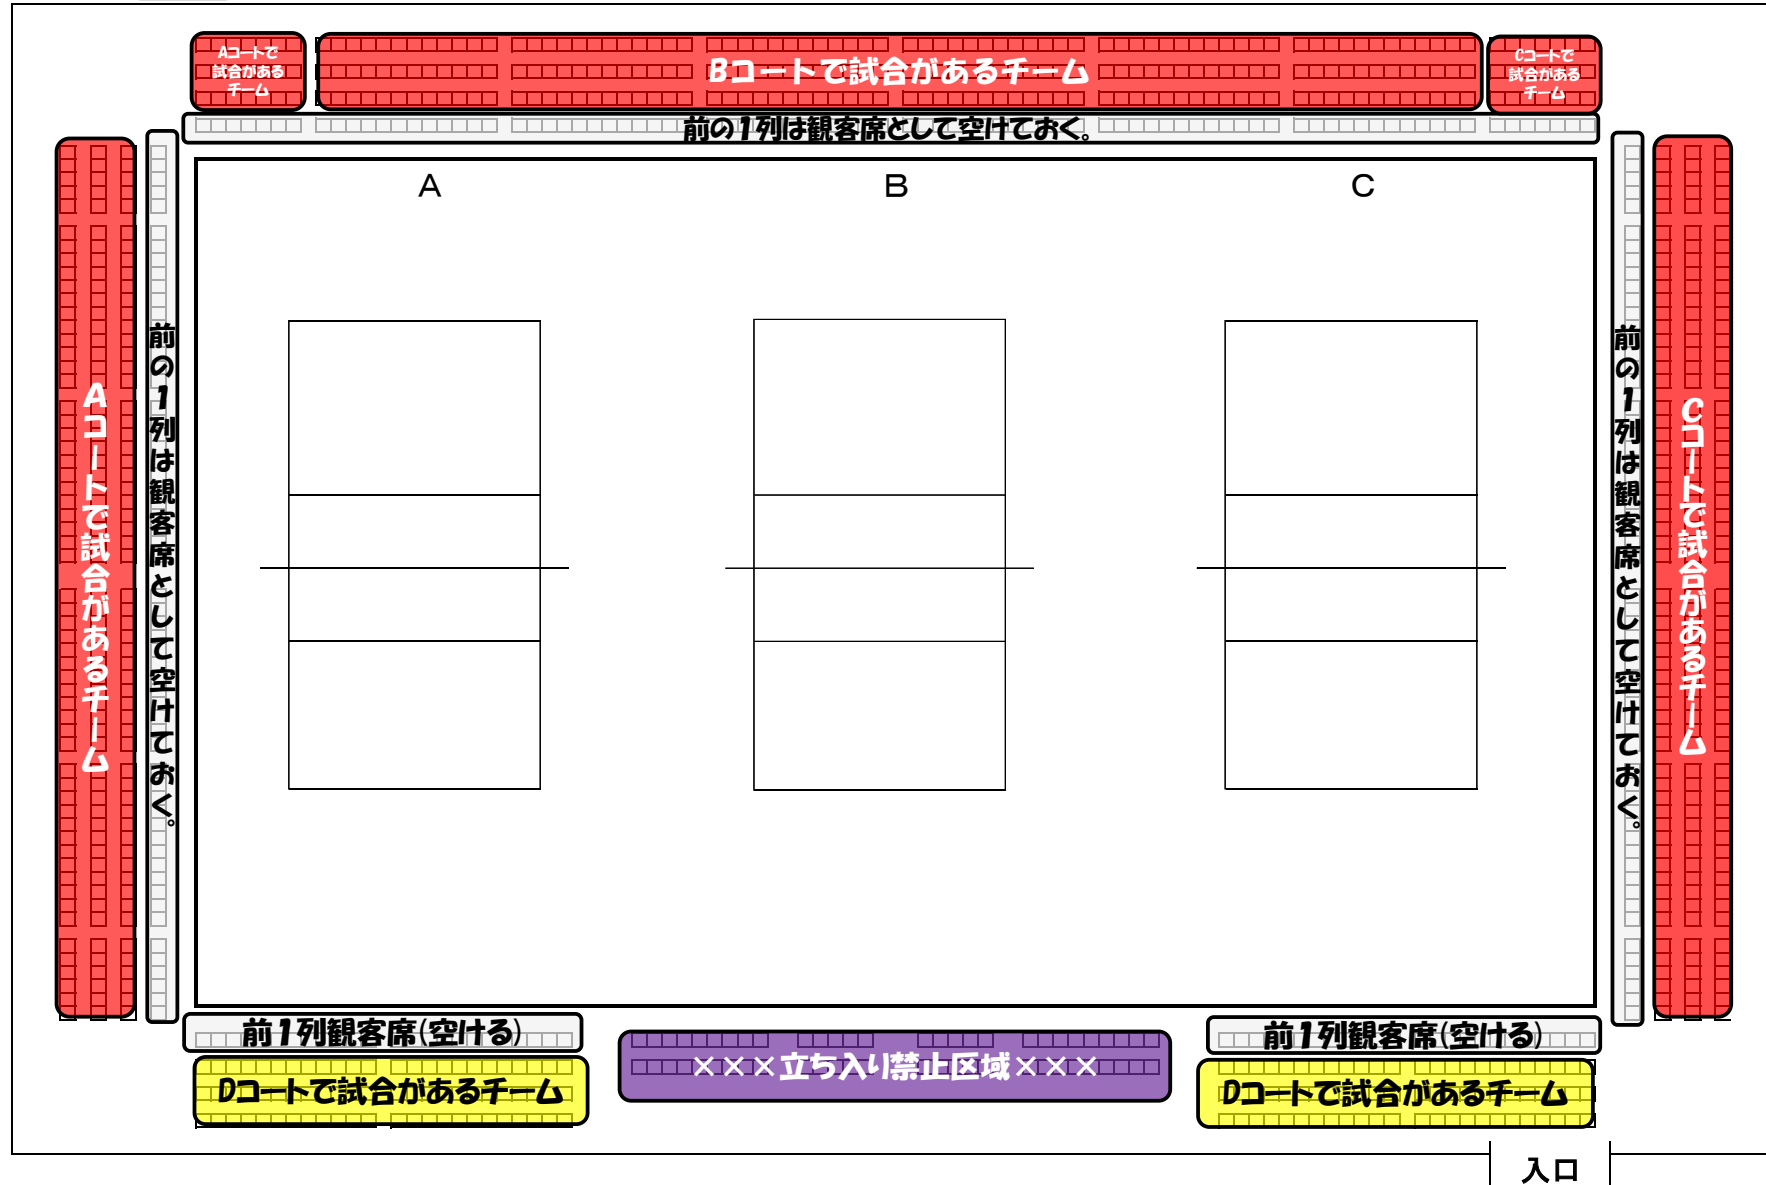 Aコートで
試合がある
チーム
Bコートで試合があるチーム
Cコートで
試合がある
チーム
前の1列は観客席として空けておく。
Aコートで試合があるチーム
前の1列は観客席として空けておく。
A
B
C
前の1列は観客席として空けておく。
Cコートで試合があるチーム
前1列観客席(空ける)
×××立ち入り禁止区域×××
前1列観客席(空ける)
Dコートで試合があるチーム
Dコートで試合があるチーム
入口